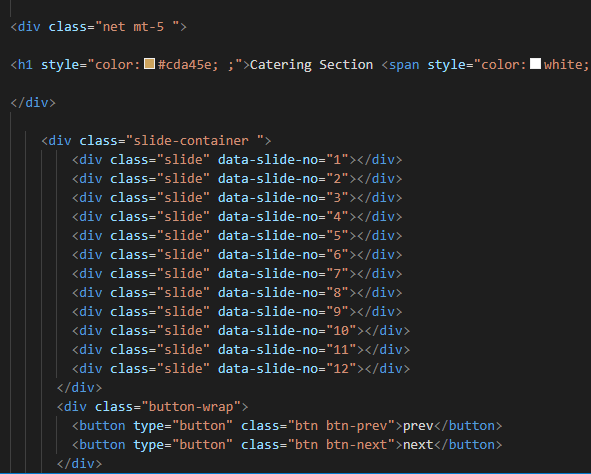 <div class="net mt-5 ">
<h1 style="color:#cda45e; ;">Catering Section <span style="color:white;
</div>
<div class="slide-container ">
<div class="slide" data-slide-no="1"></div>
<div class="slide" data-slide-no="2"></div>
<div class="slide" data-slide-no="3"></div>
<div class="slide" data-slide-no="4"></div>
<div class="slide" data-slide-no="5"></div>
<div class="slide" data-slide-no="6"></div>
<div class="slide" data-slide-no="7"></div>
<div class="slide" data-slide-no="8"></div>
<div class="slide" data-slide-no="9"></div>
<div class="slide" data-slide-no="10"></div>
<div class="slide" data-slide-no="11"></div>
<div class="slide" data-slide-no="12"></div>
</div>
<div class="button-wrap">
<button type="button" class="btn btn-prev">prev</button>
<button type="button" class="btn btn-next">next</button>
</div>